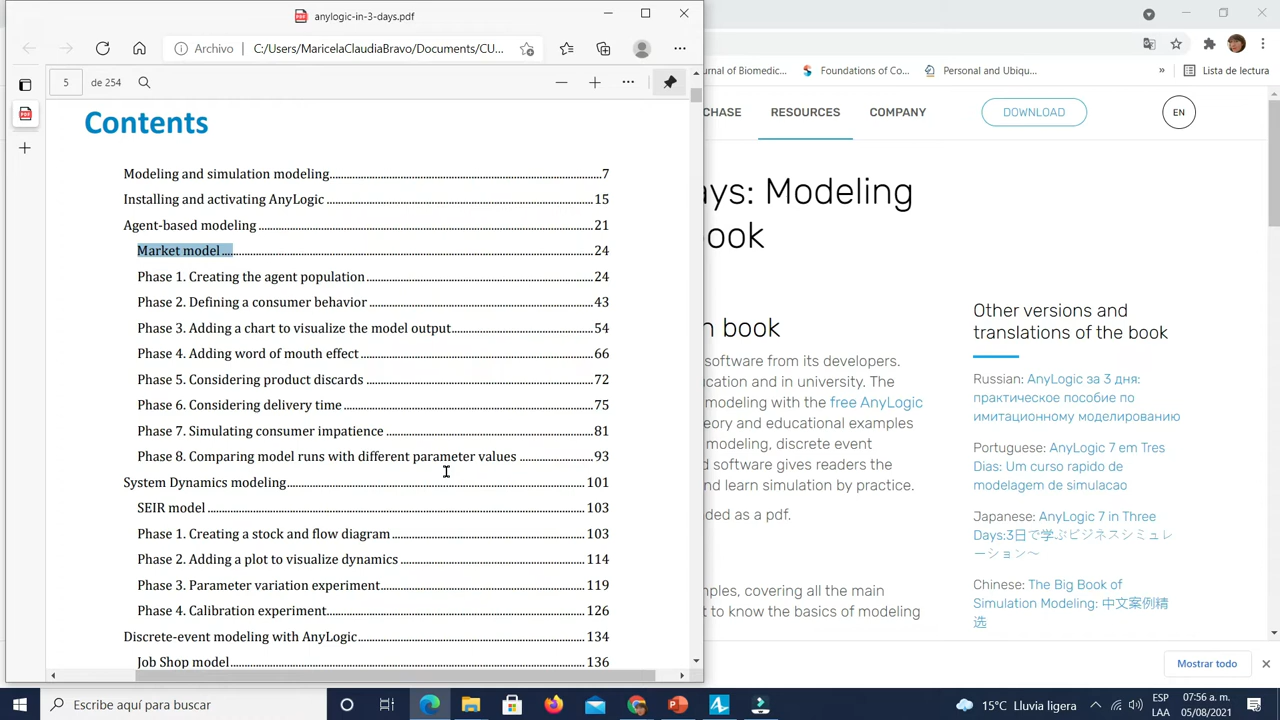 anylogic-in-3-days.pdf
Archivo
C:/Users/MaricelaClaudiaBravo/Documents/CU...
5
de 254
Contents
Modeling and simulation modeling 7
Installing and activating AnyLogic 15
Agent-based modeling 21
Market model 24
Phase 1. Creating the agent population 24
Phase 2. Defining a consumer behavior 43
Phase 3. Adding a chart to visualize the model output 54
Phase 4. Adding word of mouth effect 66
Phase 5. Considering product discards 72
Phase 6. Considering delivery time 75
Phase 7. Simulating consumer impatience 81
Phase 8. Comparing model runs with different parameter values 93
System Dynamics modeling 101
SEIR model 103
Phase 1. Creating a stock and flow diagram 103
Phase 2. Adding a plot to visualize dynamics 114
Phase 3. Parameter variation experiment 119
Phase 4. Calibration experiment 126
Discrete-event modeling with AnyLogic 134
Job Shop model 136
urnal of Biomedic...
Foundations of Co...
Personal and Ubiqu...
»
Lista de lectura
CHASE
RESOURCES
COMPANY
DOWNLOAD
EN
ays: Modeling
ook
n book
software from its developers.
ucation and in university. The
modeling with the free AnyLogic
eory and educational examples
modeling, discrete event
d software gives readers the
nd learn simulation by practice.
ded as a pdf.
mples, covering all the main
t to know the basics of modeling
Other versions and
translations of the book
Russian: AnyLogic за 3 дня:
практическое пособие по
имитационному моделированию
Portuguese: AnyLogic 7 em Tres
Dias: Um curso rapido de
modelagem de simulacao
Japanese: AnyLogic 7 in Three
Days:3日で学ぶビジネスシミュレ
ーション〜
Chinese: The Big Book of
Simulation Modeling: 中文案例精
选
Mostrar todo
Escribe aquí para buscar
15°C Lluvia ligera
ESP
LAA
07:56 a. m.
05/08/2021